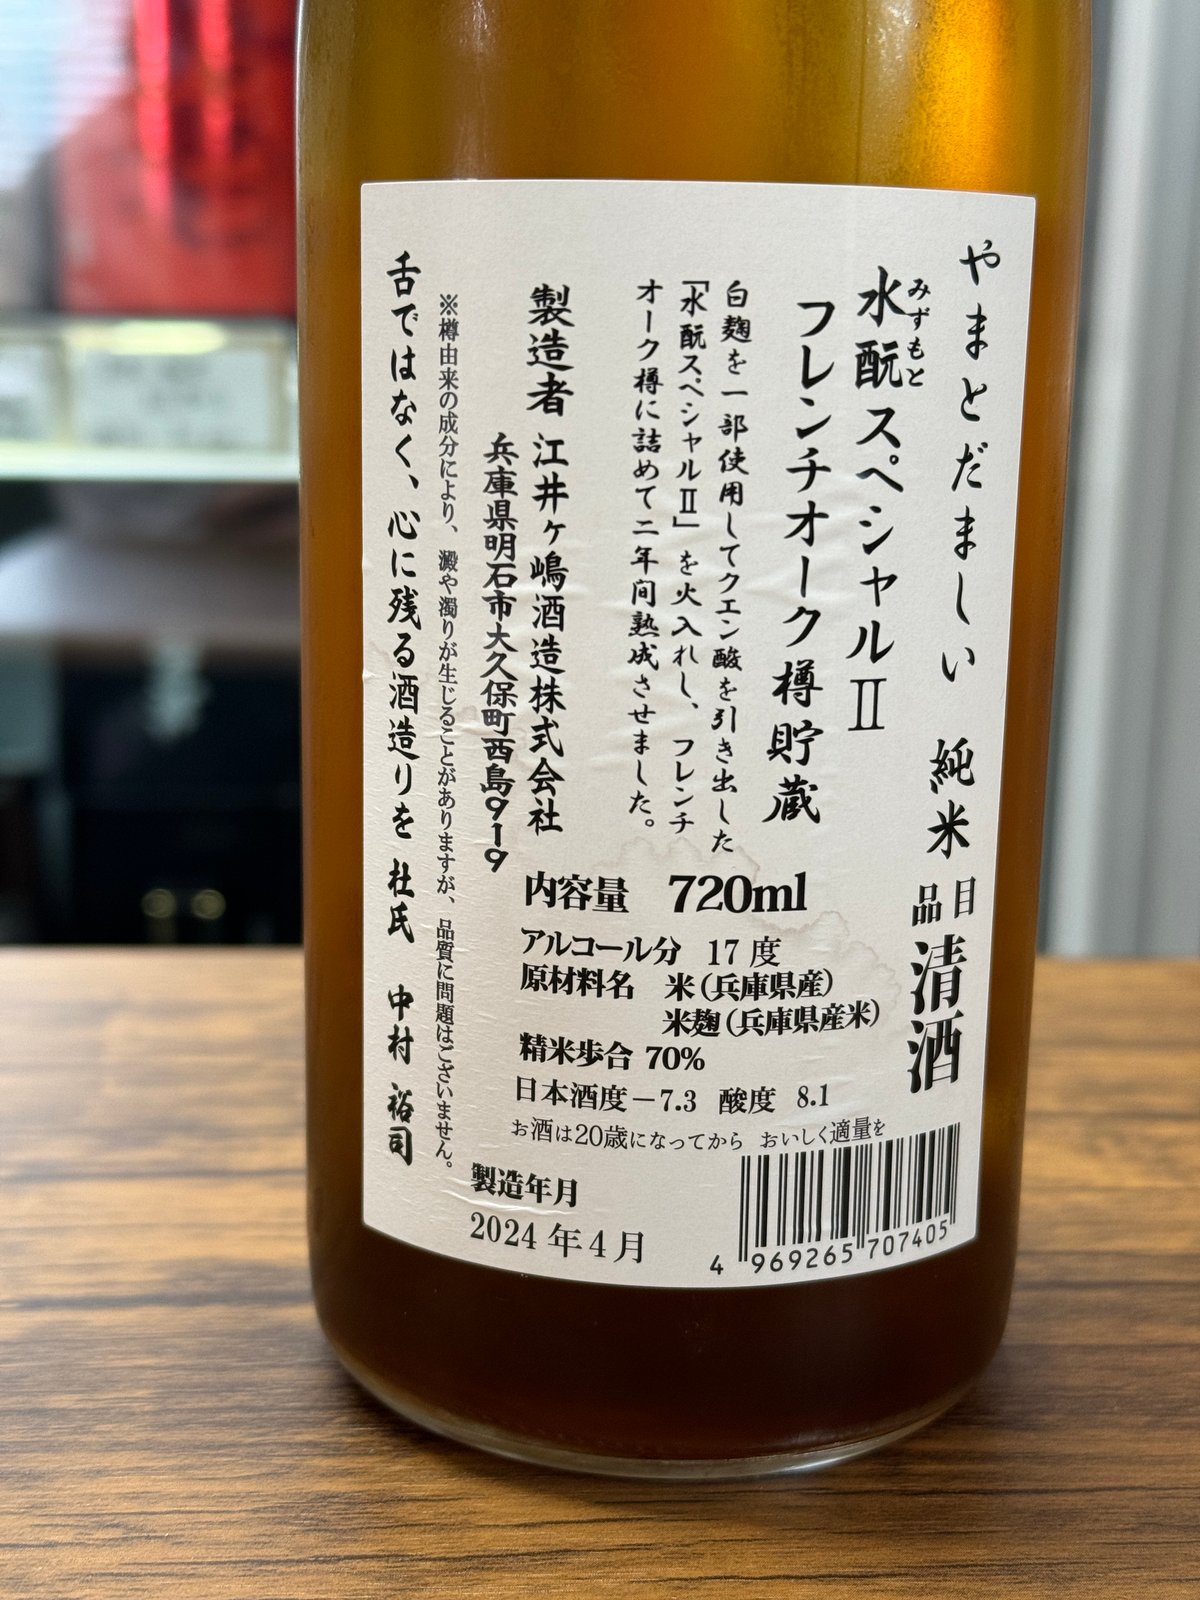 やまとだましい 純米
水酛スペシャルⅡ
みずもと
フレンチオーク樽貯蔵
白麹を一部使用してクエン酸を引き出した
「水酛スペシャルⅡ」を火入れし、フレンチ
オーク樽に詰めて二年間熟成させました。
製造者 江井ヶ嶋酒造株式会社
兵庫県明石市大久保町西島919
※樽由来の成分により、澱や濁りが生じることがありますが、品質に問題はございません。
舌ではなく、心に残る酒造りを 杜氏 中村 裕司
品目 清酒
内容量 720ml
アルコール分 17度
原材料名 米(兵庫県産)
米麹(兵庫県産米)
精米歩合 70%
日本酒度－7.3 酸度 8.1
お酒は20歳になってから おいしく適量を
製造年月
2024年4月
4 969265 707405